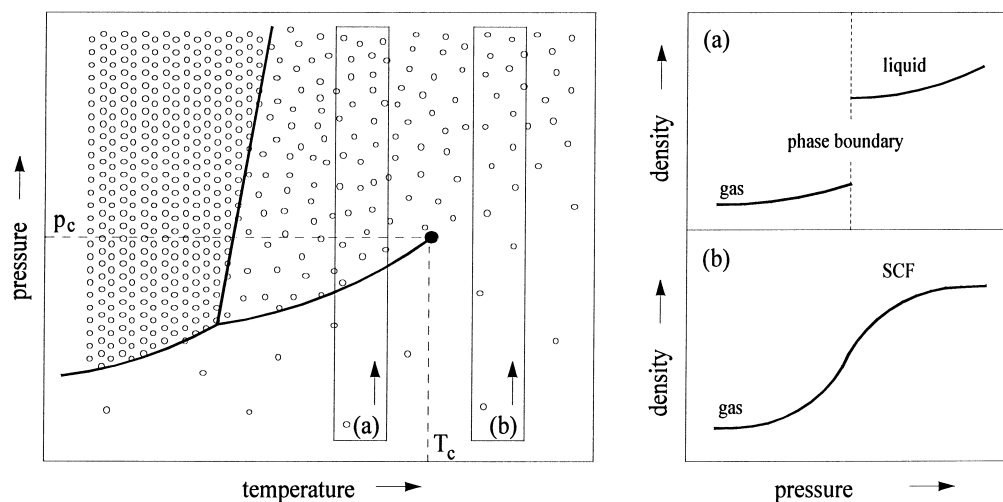 pressure
p_c
(a)
(b)
T_c
temperature
(a)
liquid
density
phase boundary
gas
(b)
SCF
density
gas
pressure